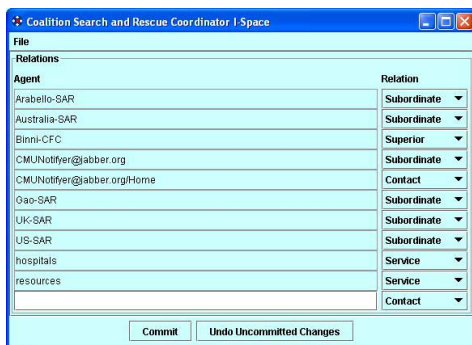 Coalition Search and Rescue Coordinator I-Space
File
Relations
Agent Relation
Arabello-SAR Subordinate
Australia-SAR Subordinate
Binni-CFC Superior
CMUNotifyer@jabber.org Subordinate
CMUNotifyer@jabber.org/Home Contact
Gao-SAR Subordinate
UK-SAR Subordinate
US-SAR Subordinate
hospitals Service
resources Service
Contact
Commit Undo Uncommitted Changes